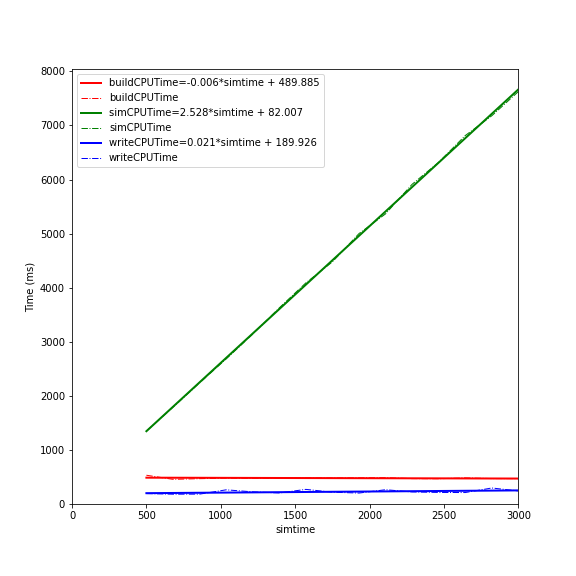 8000
7000
6000
5000
4000
3000
2000
1000
0
Time (ms)
buildCPUTime=-0.006*simtime + 489.885
buildCPUTime
simCPUTime=2.528*simtime + 82.007
simCPUTime
writeCPUTime=0.021*simtime + 189.926
writeCPUTime
0 500 1000 1500 2000 2500 3000
simtime